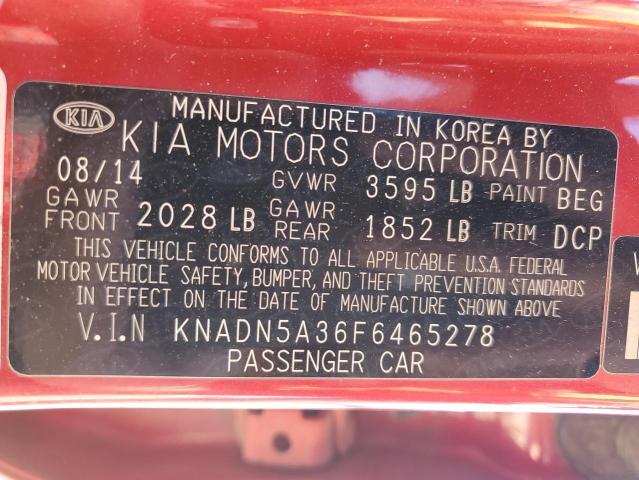 KIA
MANUFACTURED IN KOREA BY
KIA MOTORS CORPORATION
08/14 GVWR 3595 LB PAINT BEG
GAWR FRONT 2028 LB GAWR REAR 1852 LB TRIM DCP
THIS VEHICLE CONFORMS TO ALL APPLICABLE U.S.A. FEDERAL
MOTOR VEHICLE, SAFETY, BUMPER, AND THEFT PREVENTION STANDARDS
IN EFFECT ON THE DATE OF MANUFACTURE SHOWN ABOVE
V.I.N KNADN5A36F6465278
PASSENGER CAR